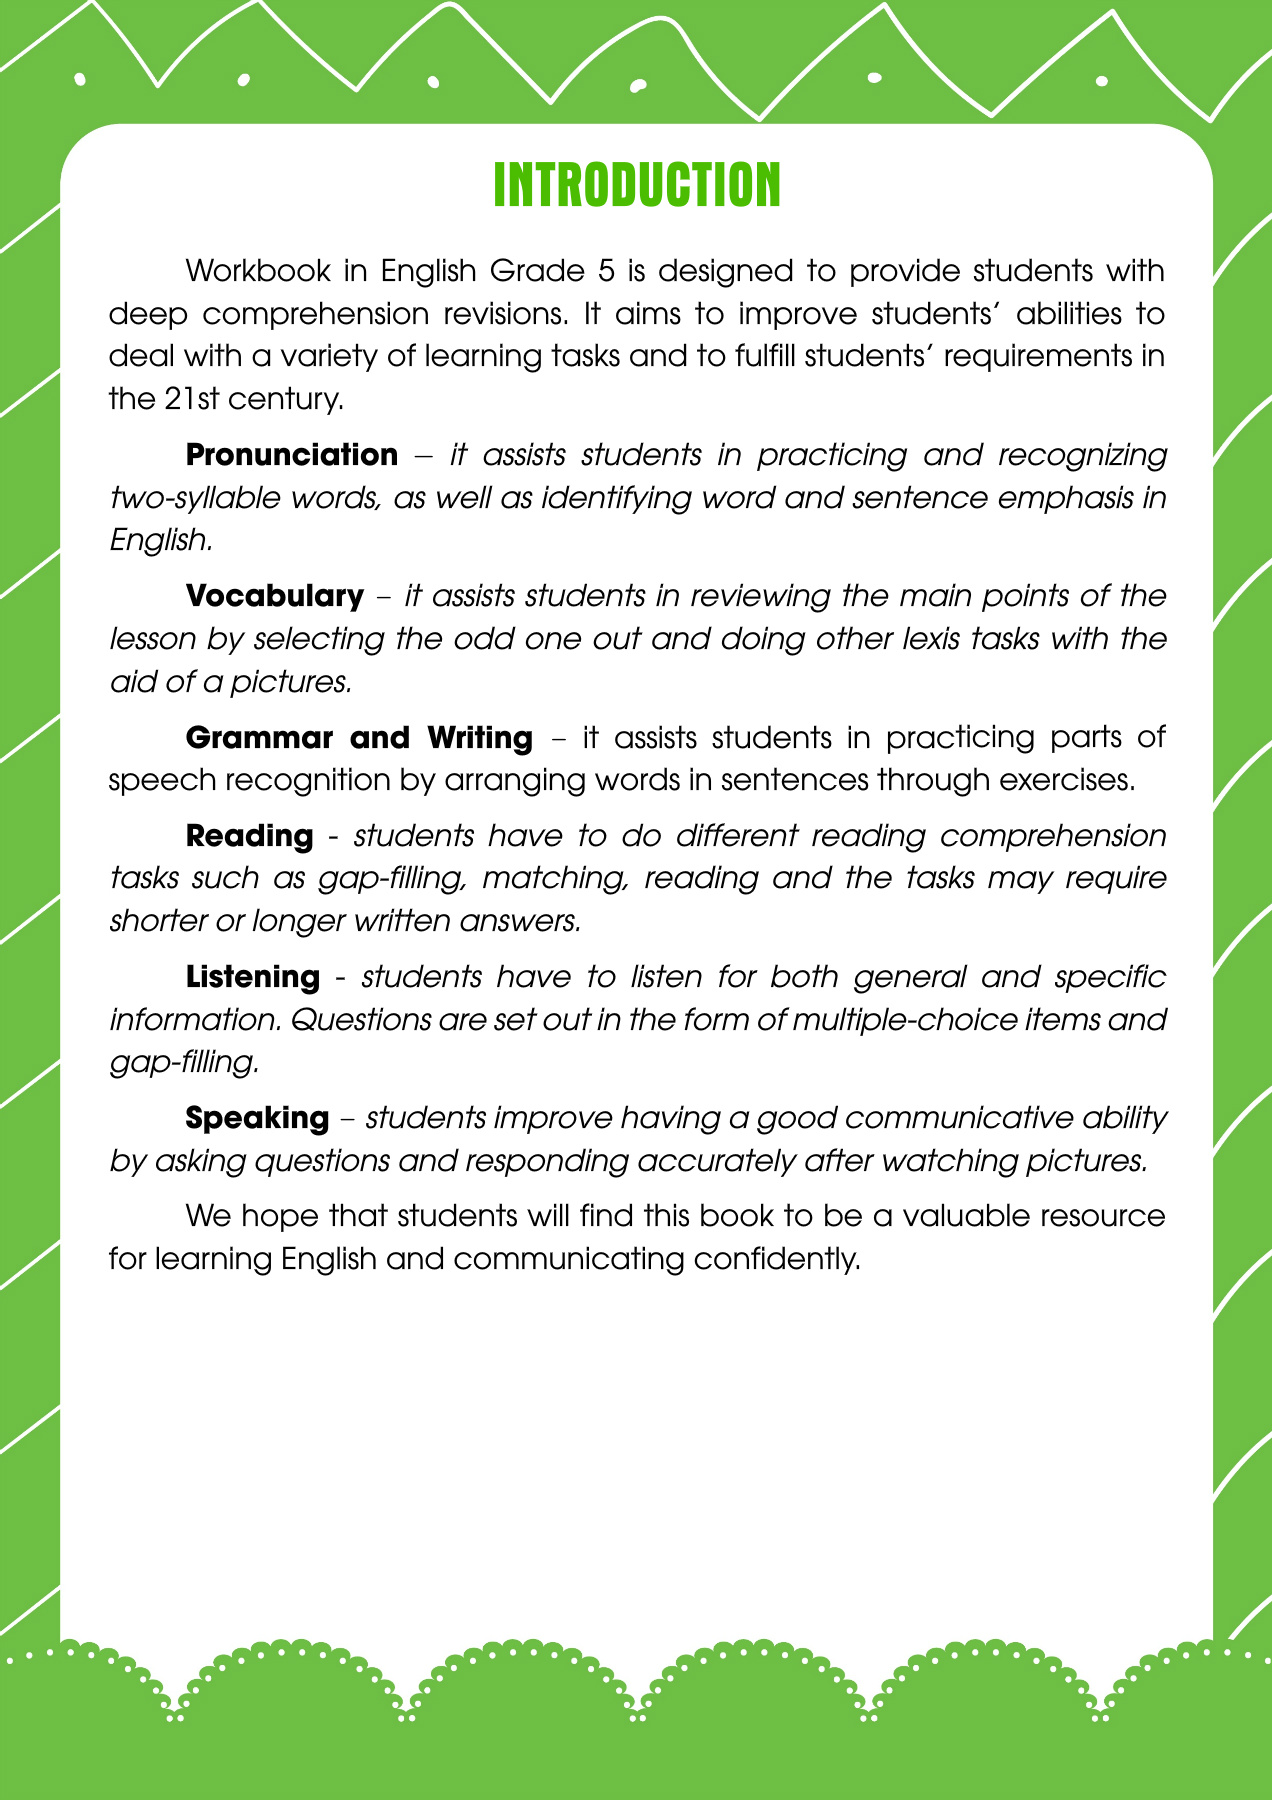 INTRODUCTION
Workbook in English Grade 5 is designed to provide students with
deep comprehension revisions. It aims to improve students’ abilities to
deal with a variety of learning tasks and to fulfill students’ requirements in
the 21st century.
Pronunciation – it assists students in practicing and recognizing
two-syllable words, as well as identifying word and sentence emphasis in
English.
Vocabulary – it assists students in reviewing the main points of the
lesson by selecting the odd one out and doing other lexis tasks with the
aid of a pictures.
Grammar and Writing – it assists students in practicing parts of
speech recognition by arranging words in sentences through exercises.
Reading - students have to do different reading comprehension
tasks such as gap-filling, matching, reading and the tasks may require
shorter or longer written answers.
Listening - students have to listen for both general and specific
information. Questions are set out in the form of multiple-choice items and
gap-filling.
Speaking – students improve having a good communicative ability
by asking questions and responding accurately after watching pictures.
We hope that students will find this book to be a valuable resource
for learning English and communicating confidently.